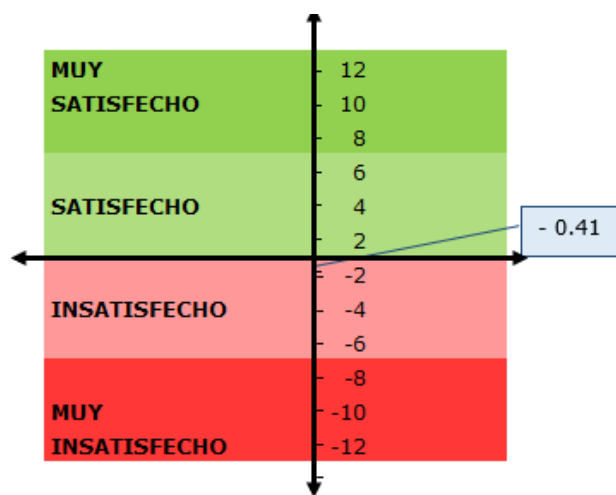 MUY 12
SATISFECHO 10
8
6
SATISFECHO 4
2
- 0.41
-2
INSATISFECHO -4
-6
-8
MUY -10
INSATISFECHO -12